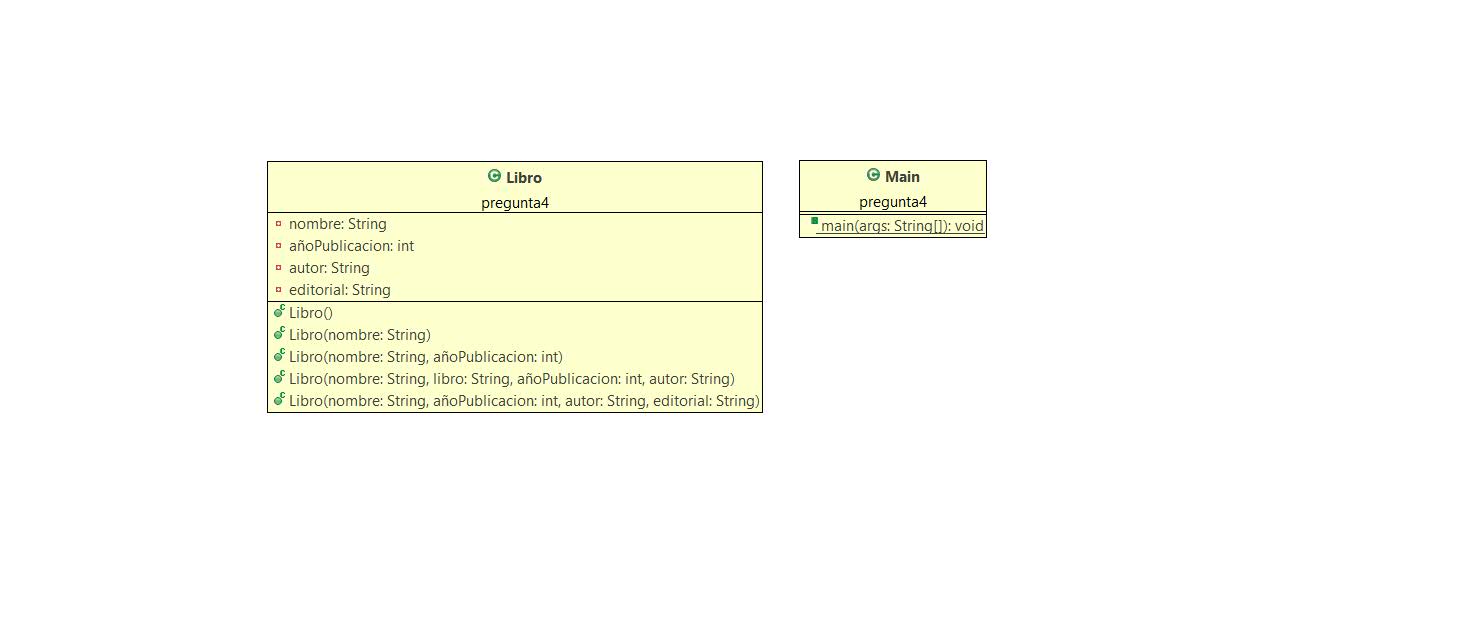 Libro
pregunta4
nombre: String
añoPublicacion: int
autor: String
editorial: String
Libro()
Libro(nombre: String)
Libro(nombre: String, añoPublicacion: int)
Libro(nombre: String, libro: String, añoPublicacion: int, autor: String)
Libro(nombre: String, añoPublicacion: int, autor: String, editorial: String)
Main
pregunta4
main(args: String[]): void